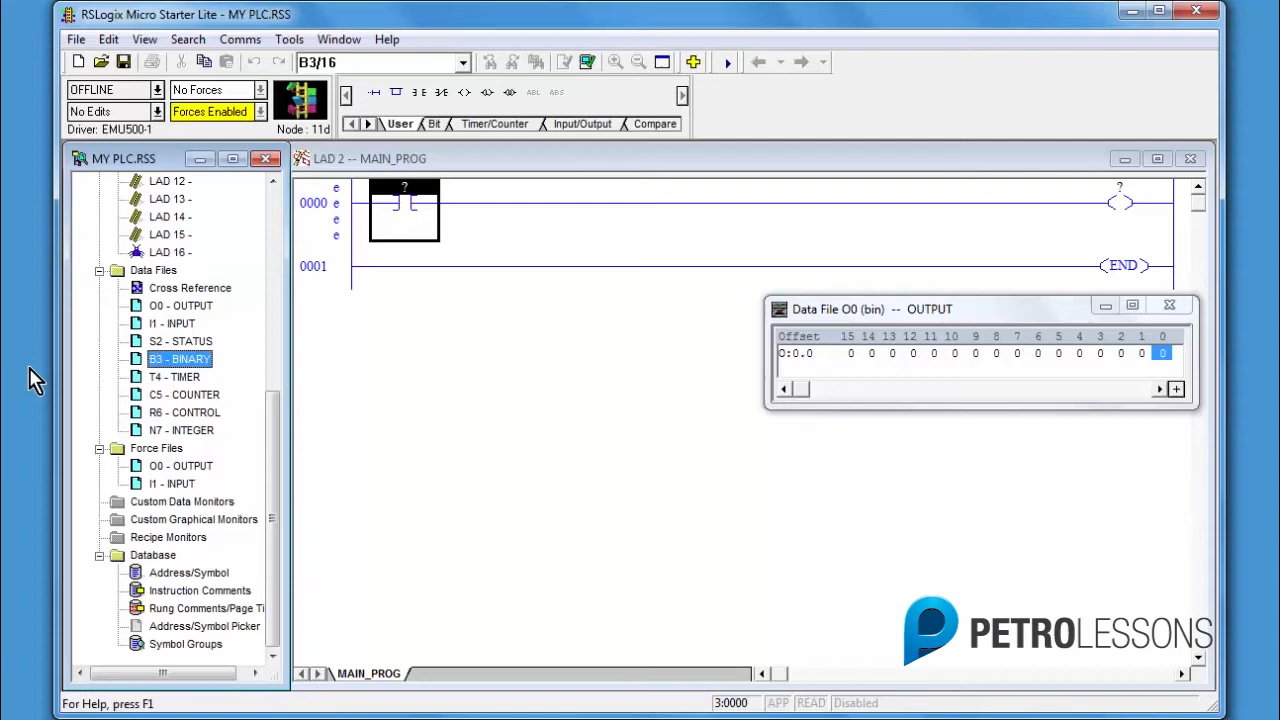 RSLogix Micro Starter Lite - MY PLC.RSS
File Edit View Search Comms Tools Window Help
B3/16
OFFLINE No Forces
No Edits Forces Enabled
Driver: EMU500-1 Node : 11d
ABL ABS
User Bit Timer/Counter Input/Output Compare
MY PLC.RSS
LAD 12 -
LAD 13 -
LAD 14 -
LAD 15 -
LAD 16 -
Data Files
Cross Reference
O0 - OUTPUT
I1 - INPUT
S2 - STATUS
B3 - BINARY
T4 - TIMER
C5 - COUNTER
R6 - CONTROL
N7 - INTEGER
Force Files
O0 - OUTPUT
I1 - INPUT
Custom Data Monitors
Custom Graphical Monitors
Recipe Monitors
Database
Address/Symbol
Instruction Comments
Rung Comments/Page Ti
Address/Symbol Picker
Symbol Groups
LAD 2 -- MAIN_PROG
e ? ?
0000 e
e
e
0001 END
Data File O0 (bin) -- OUTPUT
Offset 15 14 13 12 11 10 9 8 7 6 5 4 3 2 1 0
O:0.0 0 0 0 0 0 0 0 0 0 0 0 0 0 0 0 0
PETROLESSONS
MAIN_PROG
For Help, press F1 3:0000 APP READ Disabled